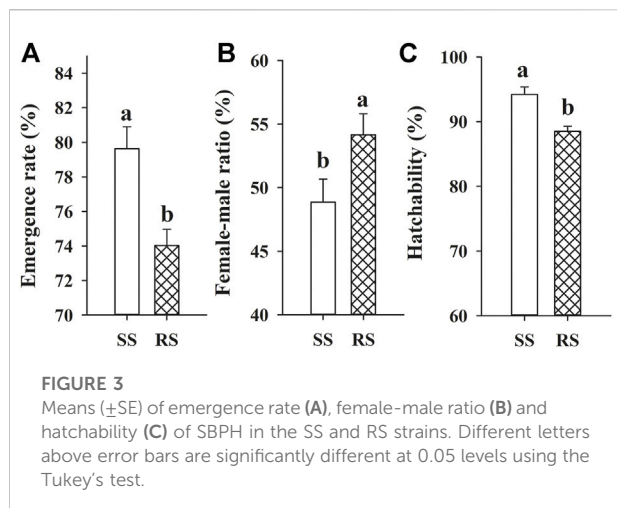 A
B
C
Emergence rate (%)
84
82
80
78
76
74
72
70
a
b
SS RS
Female-male ratio (%)
60
55
50
45
40
b
a
SS RS
Hatchability (%)
100
90
80
70
60
a
b
SS RS
FIGURE 3
Means (±SE) of emergence rate (A), female-male ratio (B) and
hatchability (C) of SBPH in the SS and RS strains. Different letters
above error bars are significantly different at 0.05 levels using the
Tukey's test.